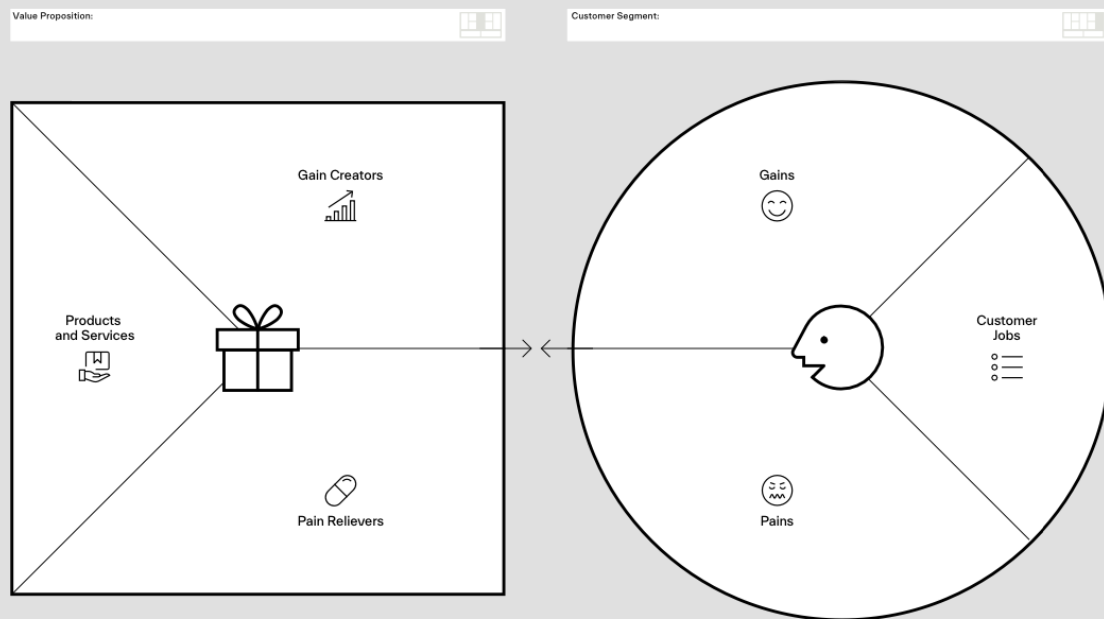 Value Proposition:
Customer Segment:
Gain Creators
Products
and Services
Pain Relievers
Gains
Customer
Jobs
Pains